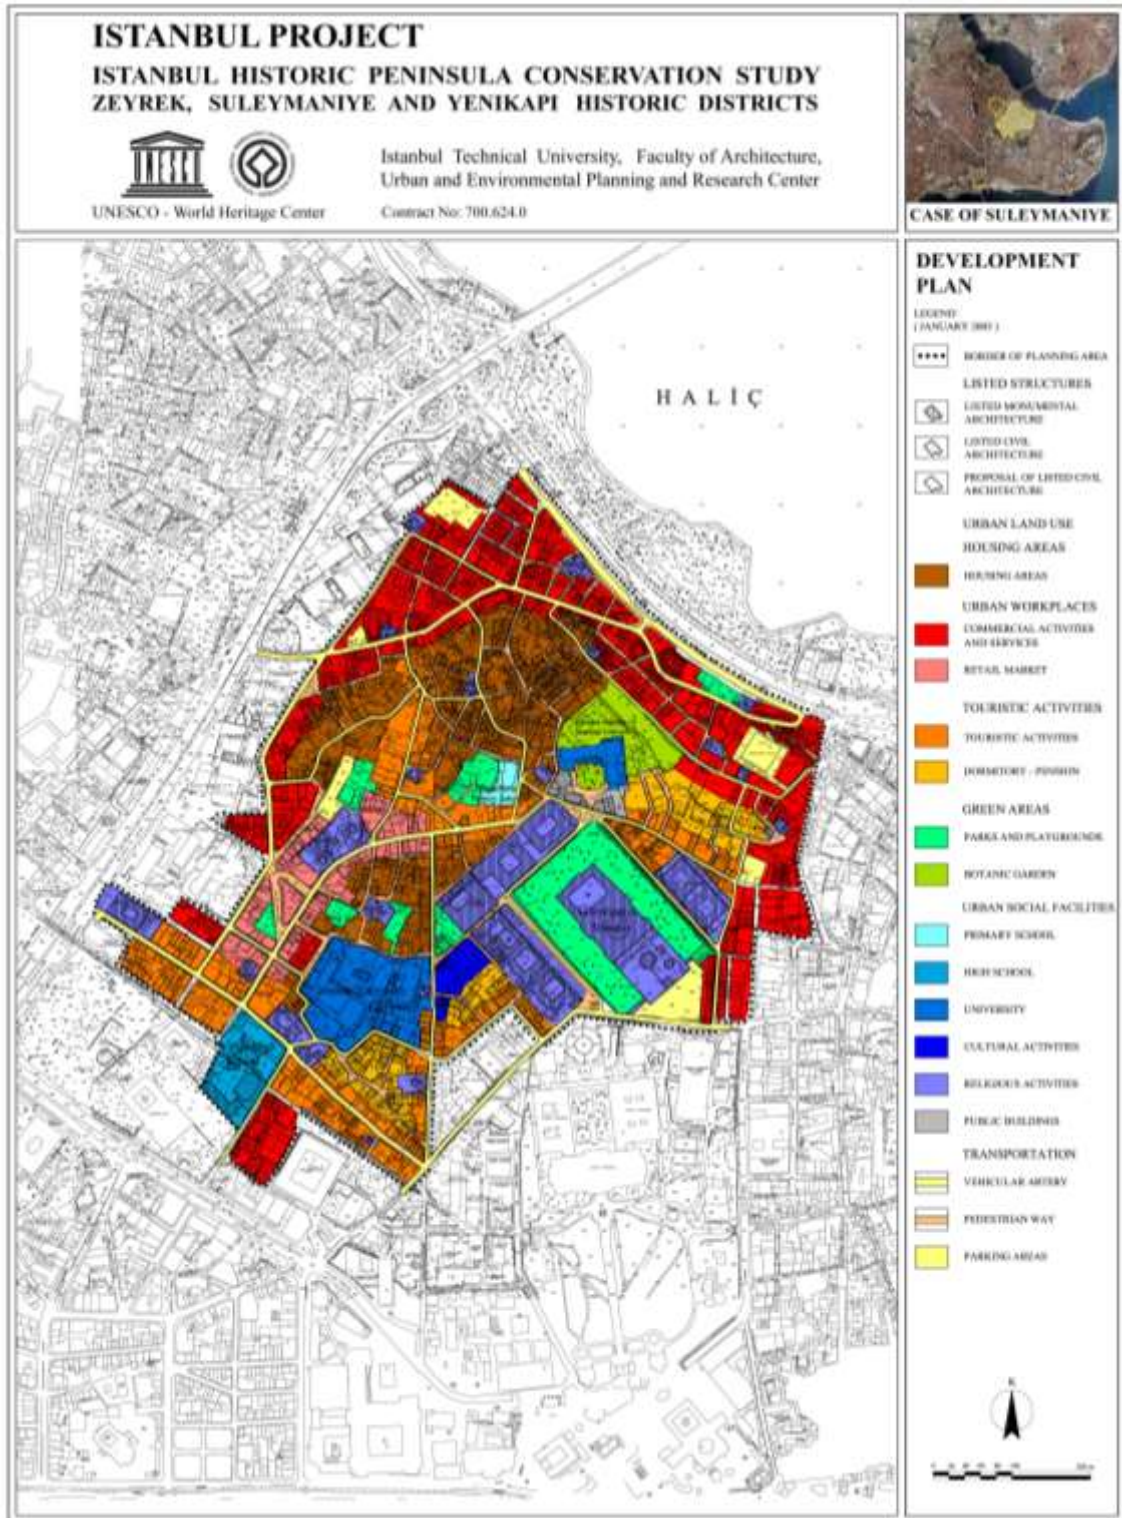 ISTANBUL PROJECT
ISTANBUL HISTORIC PENINSULA CONSERVATION STUDY
ZEYREK, SULEYMANIYE AND YENIKAPI HISTORIC DISTRICTS
UNESCO
UNESCO - World Heritage Center
Istanbul Technical University, Faculty of Architecture,
Urban and Environmental Planning and Research Center
Contract No: 700.624.0
CASE OF SULEYMANIYE
HALİÇ
DEVELOPMENT
PLAN
LEGEND
BORDER OF PLANNING AREA
LISTED STRUCTURES
LISTED MONUMENTAL
ARCHITECTURE
LISTED CIVIL
ARCHITECTURE
PROPOSAL OF LISTED CIVIL
ARCHITECTURE
URBAN LAND USE
HOUSING AREAS
HOUSING AREAS
URBAN WORKPLACES
COMMERCIAL ACTIVITIES
AND SERVICES
RETAIL MARKET
TOURISTIC ACTIVITIES
TOURISTIC ACTIVITIES
DORMITORY - PENSION
GREEN AREAS
PARKS AND PLAYGROUNDS
BOTANIC GARDEN
URBAN SOCIAL FACILITIES
PRIMARY SCHOOL
HIGH SCHOOL
UNIVERSITY
CULTURAL ACTIVITIES
RELIGIOUS ACTIVITIES
PUBLIC BUILDINGS
TRANSPORTATION
VEHICULAR ARTERY
PEDESTRIAN WAY
PARKING AREAS
K